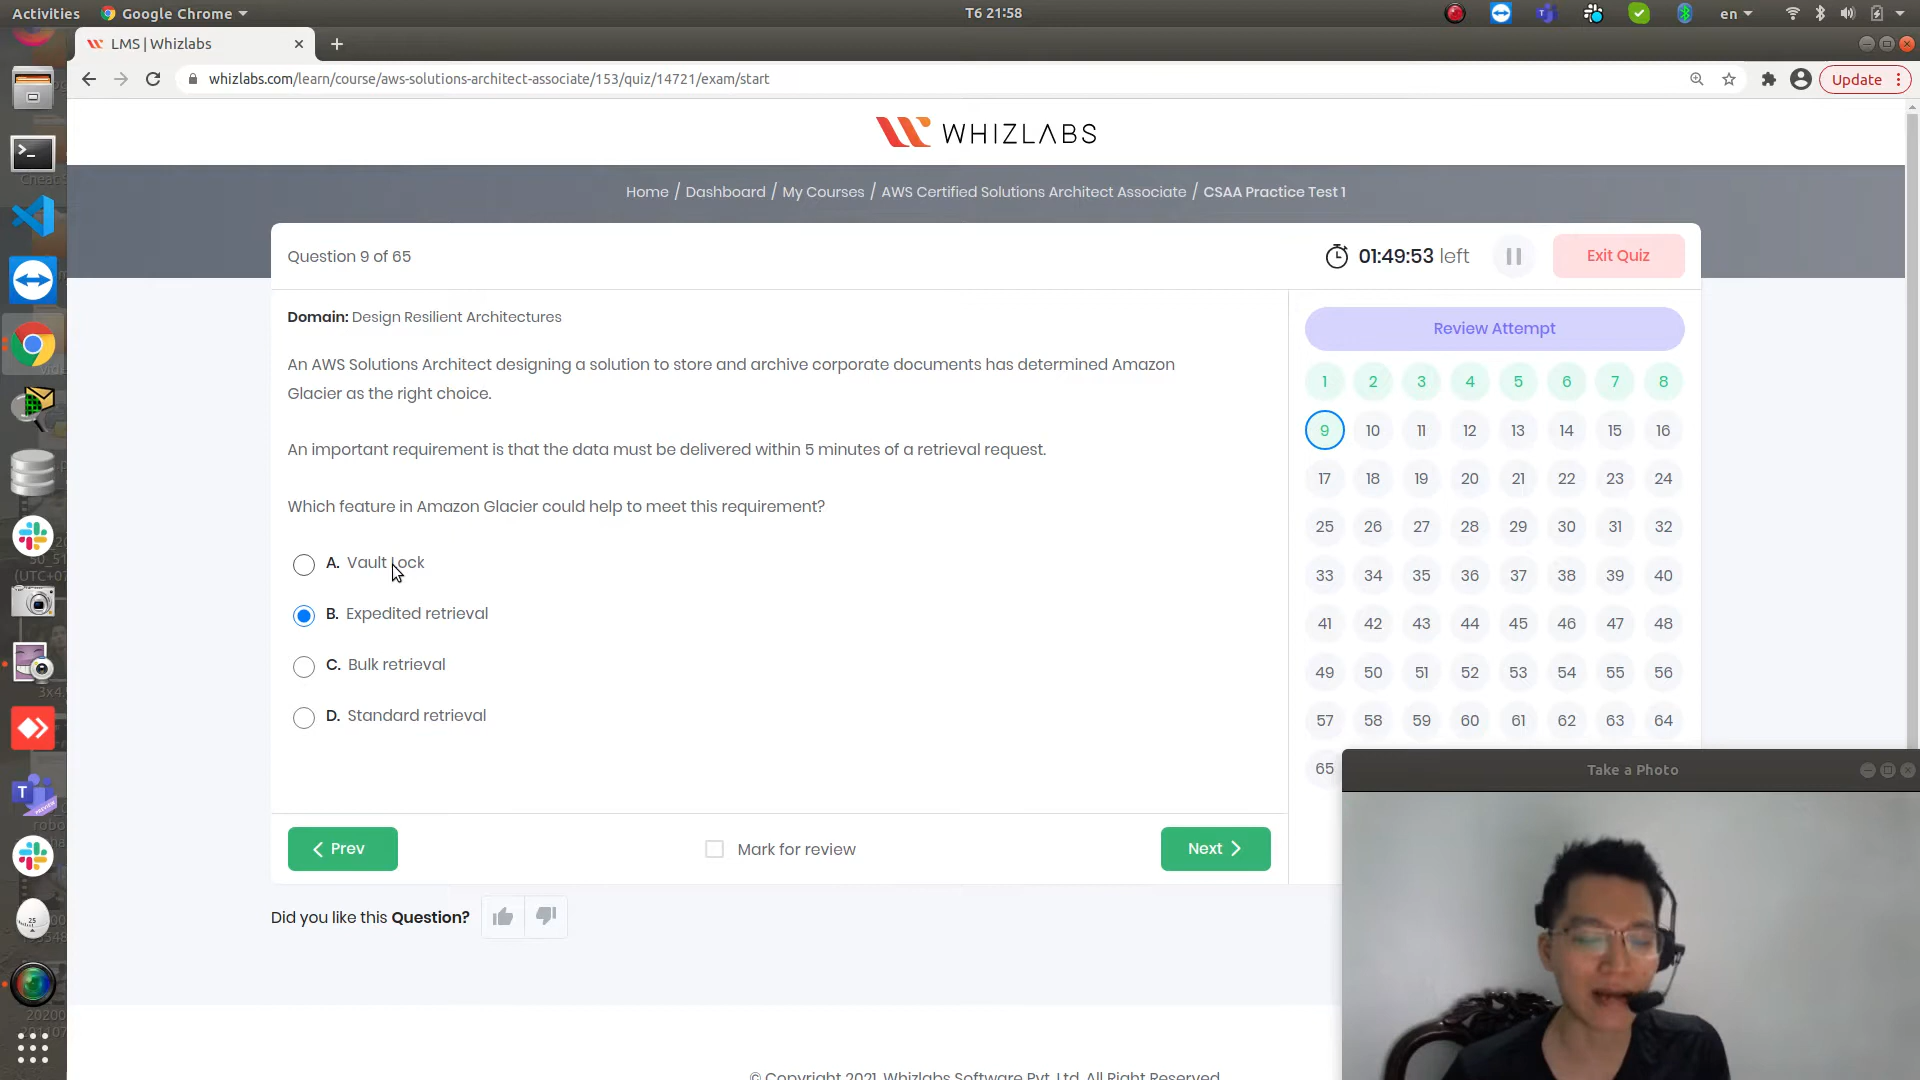 Activities
Google Chrome
T6 21:58
en
LMS | Whizlabs
whizlabs.com/learn/course/aws-solutions-architect-associate/153/quiz/14721/exam/start
Update
WHIZLABS
Home / Dashboard / My Courses / AWS Certified Solutions Architect Associate / CSAA Practice Test 1
Question 9 of 65
01:49:53 left
Exit Quiz
Domain: Design Resilient Architectures
An AWS Solutions Architect designing a solution to store and archive corporate documents has determined Amazon
Glacier as the right choice.
An important requirement is that the data must be delivered within 5 minutes of a retrieval request.
Which feature in Amazon Glacier could help to meet this requirement?
A. Vault Lock
B. Expedited retrieval
C. Bulk retrieval
D. Standard retrieval
Prev
Mark for review
Next
Did you like this Question?
Review Attempt
1 2 3 4 5 6 7 8
9 10 11 12 13 14 15 16
17 18 19 20 21 22 23 24
25 26 27 28 29 30 31 32
33 34 35 36 37 38 39 40
41 42 43 44 45 46 47 48
49 50 51 52 53 54 55 56
57 58 59 60 61 62 63 64
65
Take a Photo
© Copyright 2021. Whizlabs Software Pvt. Ltd. All Right Reserved